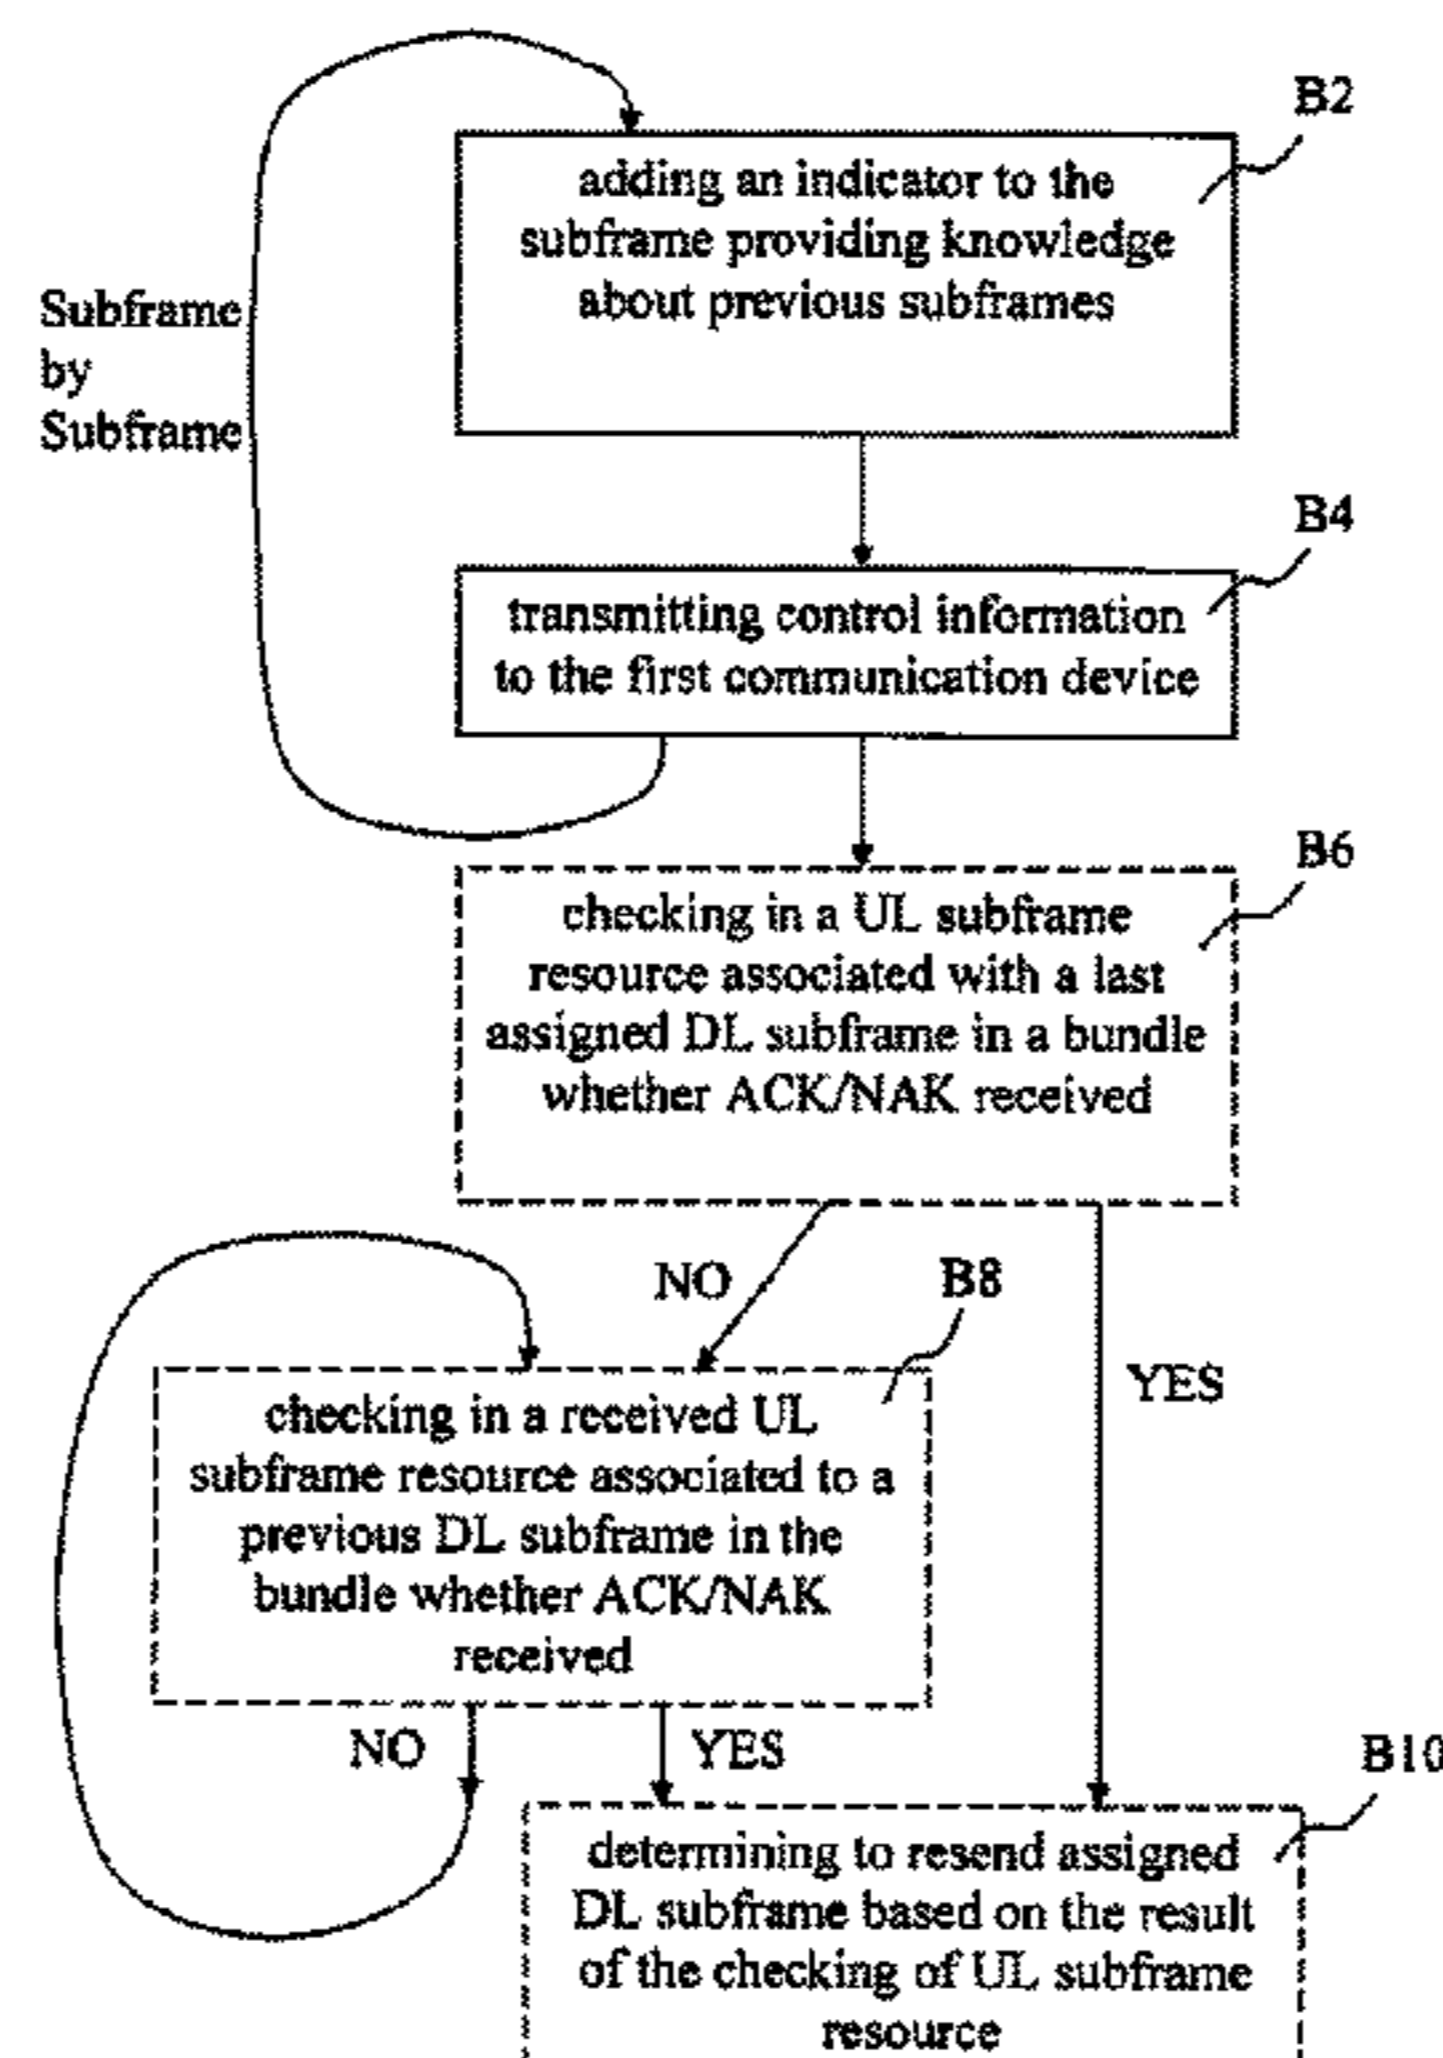 B2
adding an indicator to the
subframe providing knowledge
about previous subframes
Subframe
by
Subframe
B4
transmitting control information
to the first communication device
B6
checking in a UL subframe
resource associated with a last
assigned DL subframe in a bundle
whether ACK/NAK received
NO
B8
YES
checking in a received UL
subframe resource associated to a
previous DL subframe in the
bundle whether ACK/NAK
received
NO
YES
B10
determining to resend assigned
DL subframe based on the result
of the checking of UL subframe
resource